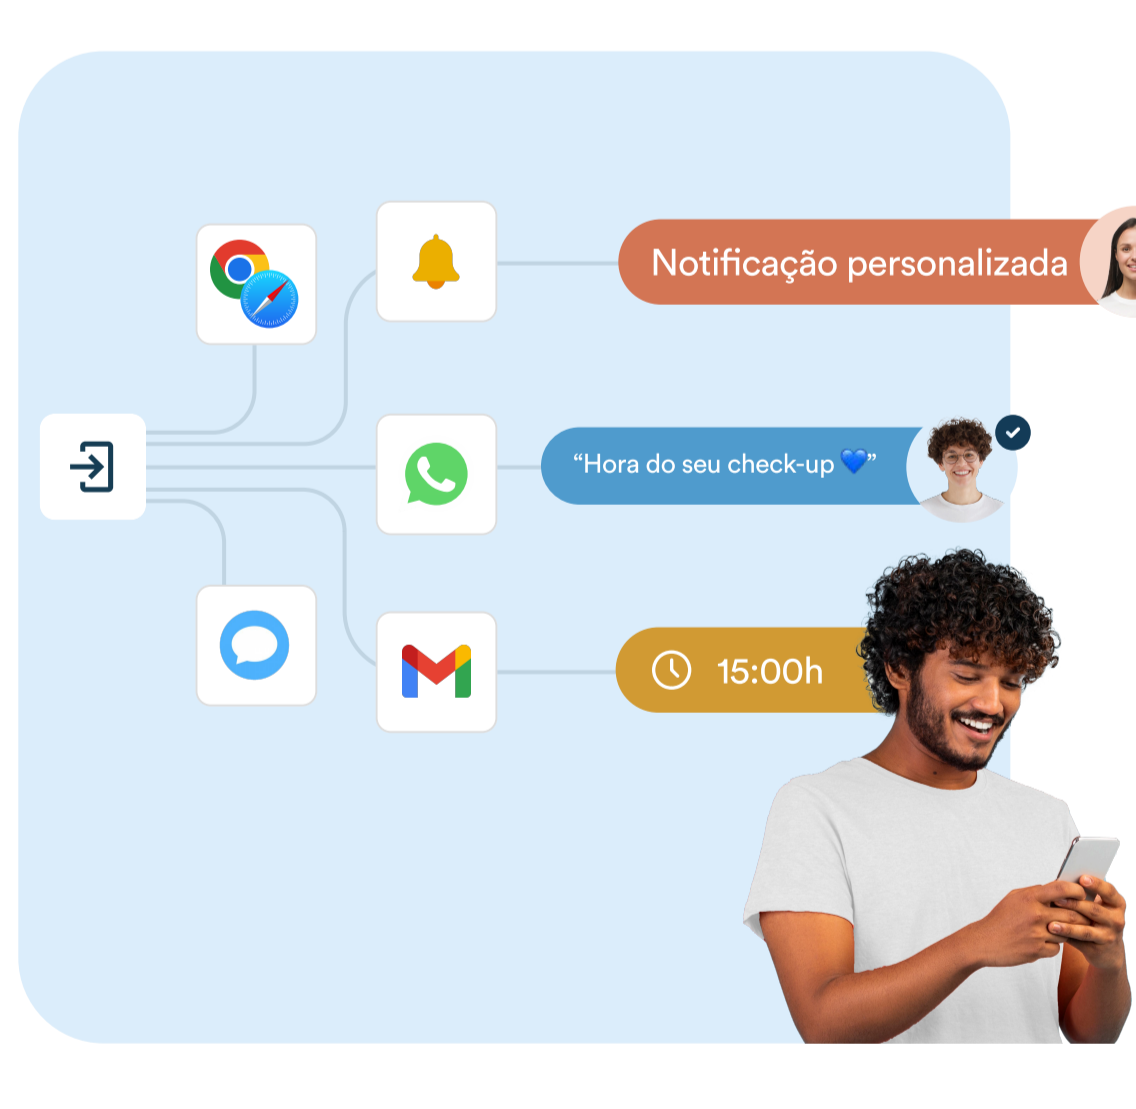 Notificação personalizada
“Hora do seu check-up 💙”
15:00h